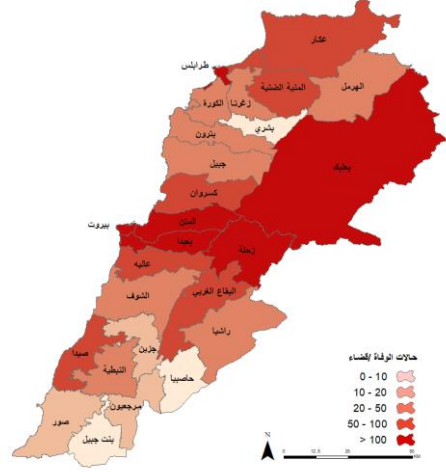 عكار
طرابلس
المنية الضنية
الهرمل
زغرتا
الكورة
بشري
بترون
بعلبك
جبيل
كسروان
المتن
بيروت
بعبدا
زحلة
عاليه
البقاع الغربي
الشوف
راشيا
جزين
صيدا
النبطية
حاصبيا
مرجعيون
صور
بنت جبيل
حالات الوفاة /قضاء
0 - 10
10 - 20
20 - 50
50 - 100
> 100
N